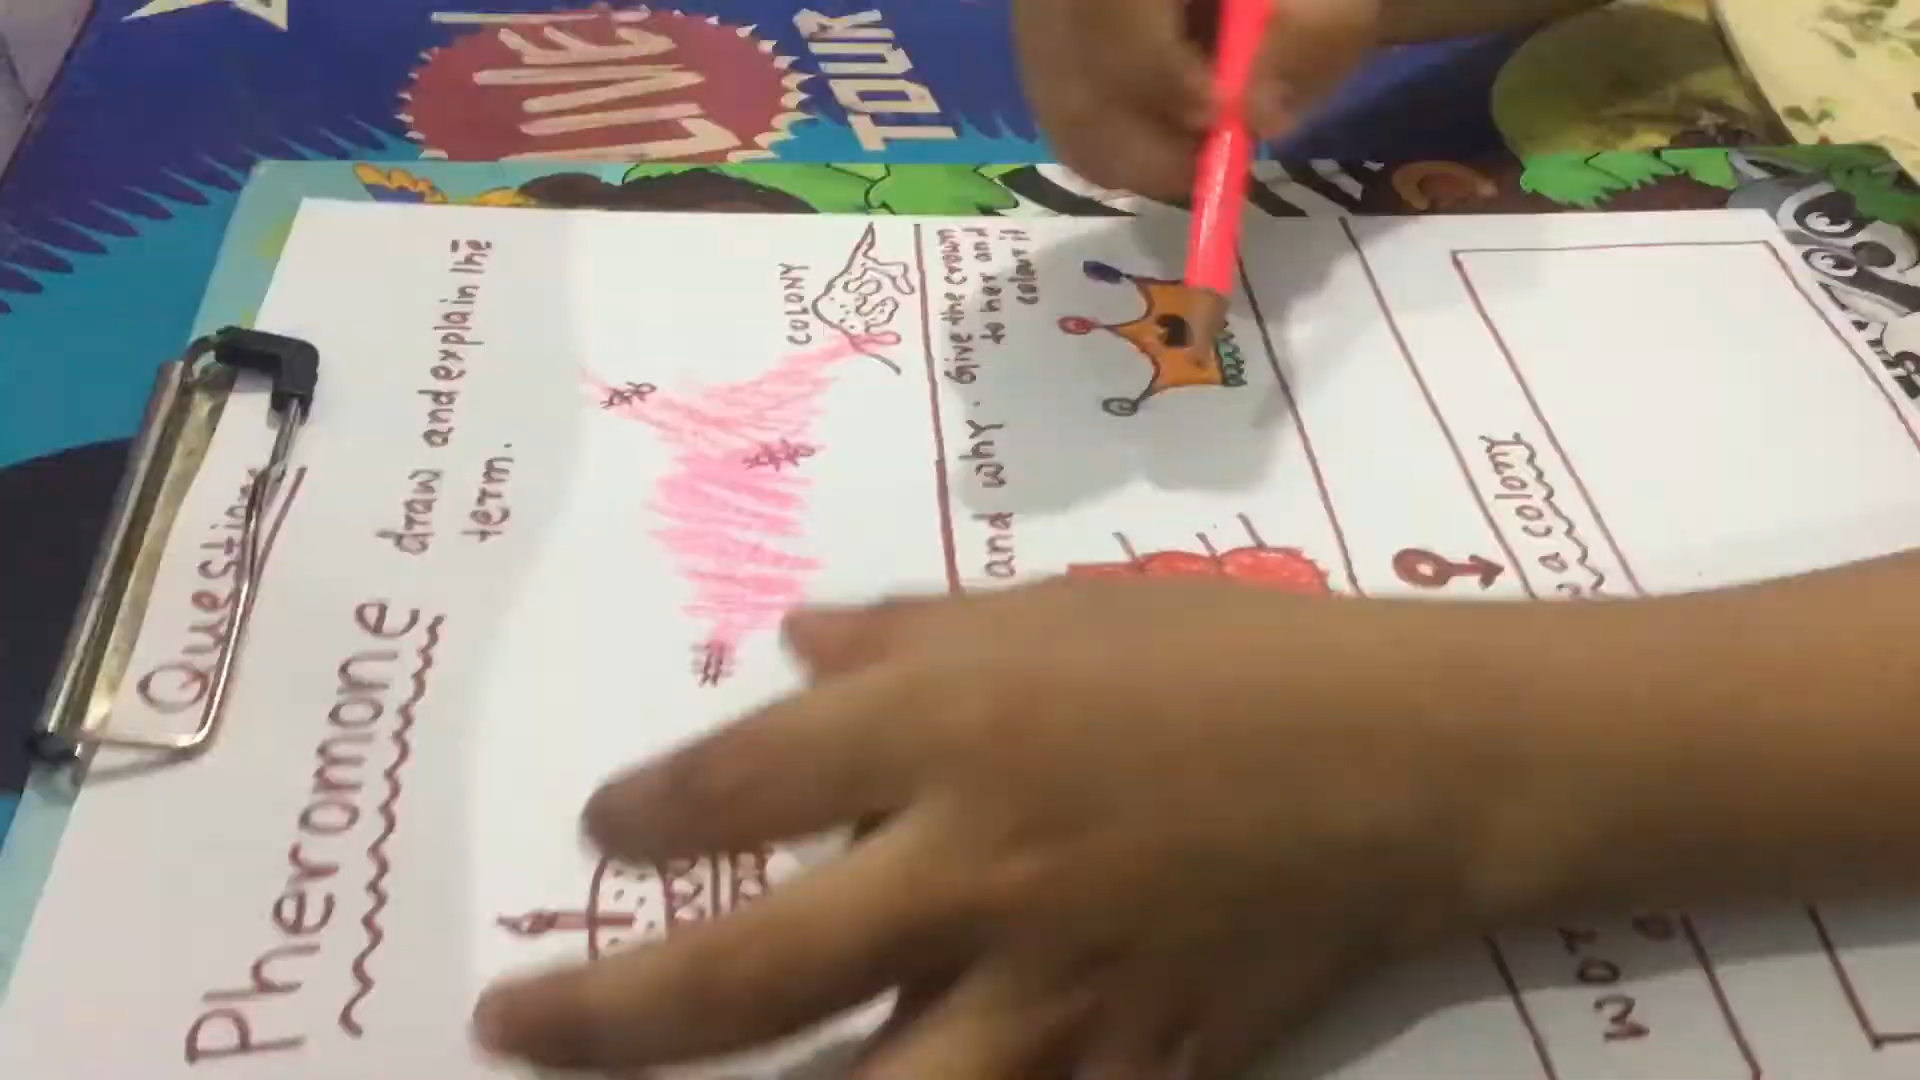 LIVE!
TOUR
Questions
Pheromone draw and explain the
term.
COLONY
and why. Give the crown
to her and
colour it
a colony